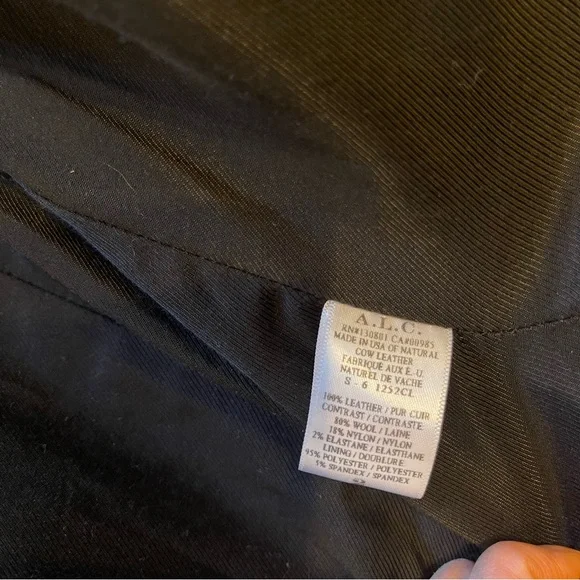 A.L.C.
RN#130801 CA#00985
MADE IN USA OF NATURAL
COW LEATHER
FABRIQUE AUX É.-U.
NATUREL DE VACHE
S - 6 1252CL
100% LEATHER / PUR CUIR
CONTRAST / CONTRASTE
80% WOOL / LAINE
18% NYLON / NYLON
2% ELASTANE / ELASTHANE
LINING / DOUBLURE
95% POLYESTER / POLYESTER
5% SPANDEX / SPANDEX